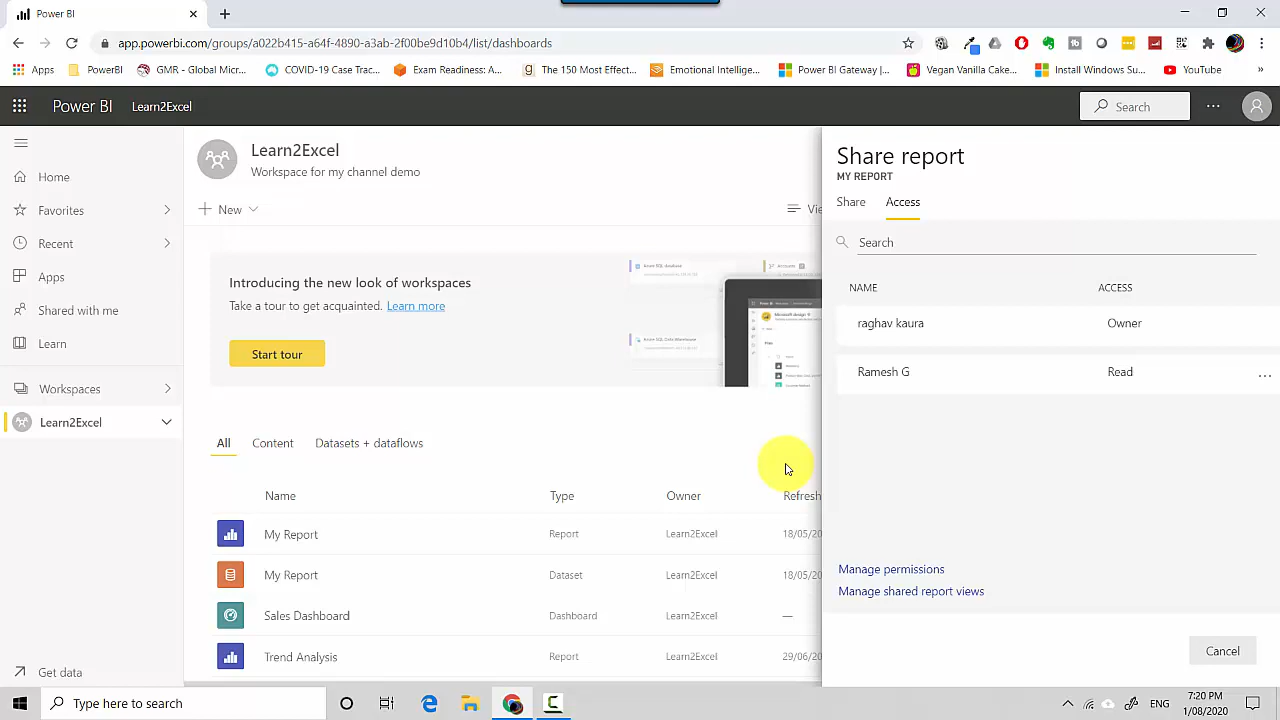 Power BI
app.powerbi.com/groups/a022b415-a64f-4890-a3ab-2f00bc9d11d4/list/dashboards
Apps
PowerBI
GMR - Global Micr...
COVID-19 Care Tra...
Exam Readiness: A...
The 150 Most Effect...
Emotional Intellige...
Power BI Gateway |...
Vegan Vanilla Cake...
Install Windows Su...
YouTube
Power BI Learn2Excel
Search
Home
Favorites
Recent
Apps
Learn
Learn2Excel
Get data
Learn2Excel
Workspace for my channel demo
New
Introducing the new look of workspaces
Take a tour to get acquainted. Learn more
Start tour
All Content Datasets + dataflows
Name Type Owner Refresh
My Report Report Learn2Excel 18/05/20
My Report Dataset Learn2Excel 18/05/20
Sales Dashboard Dashboard Learn2Excel —
Trend Analysis Report Learn2Excel 29/06/20
Share report
MY REPORT
Share Access
Search
NAME ACCESS
raghav kaura Owner
Ramesh G Read
Manage permissions
Manage shared report views
Cancel
Type here to search
ENG
7:20 PM
1/08/2020